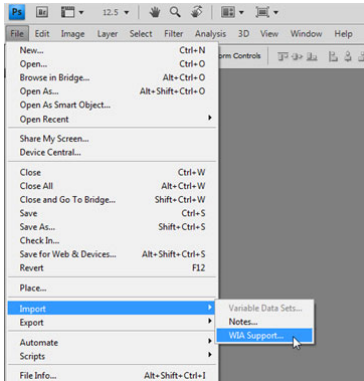 Ps Br 12.5
File Edit Image Layer Select Filter Analysis 3D View Window Help
orm Controls
New... Ctrl+N
Open... Ctrl+O
Browse in Bridge... Alt+Ctrl+O
Open As... Alt+Shift+Ctrl+O
Open As Smart Object...
Open Recent
Share My Screen...
Device Central...
Close Ctrl+W
Close All Alt+Ctrl+W
Close and Go To Bridge... Shift+Ctrl+W
Save Ctrl+S
Save As... Shift+Ctrl+S
Check In...
Save for Web & Devices... Alt+Shift+Ctrl+S
Revert F12
Place...
Import Variable Data Sets...
Export Notes...
WIA Support...
Automate
Scripts
File Info... Alt+Shift+Ctrl+I